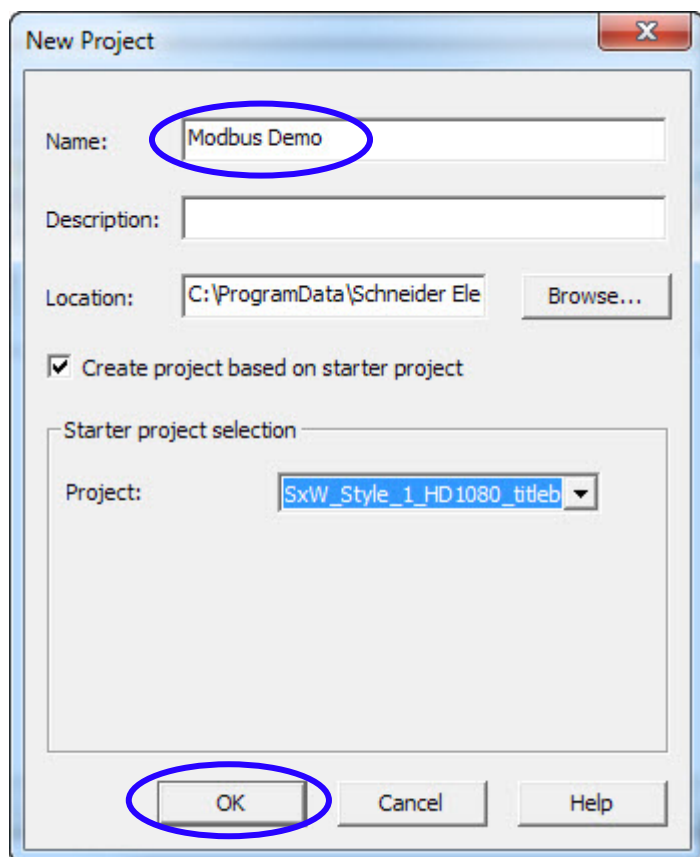 New Project
Name: Modbus Demo
Description:
Location: C:\ProgramData\Schneider Ele Browse...
Create project based on starter project
Starter project selection
Project: SxW_Style_1_HD1080_titleb
OK Cancel Help